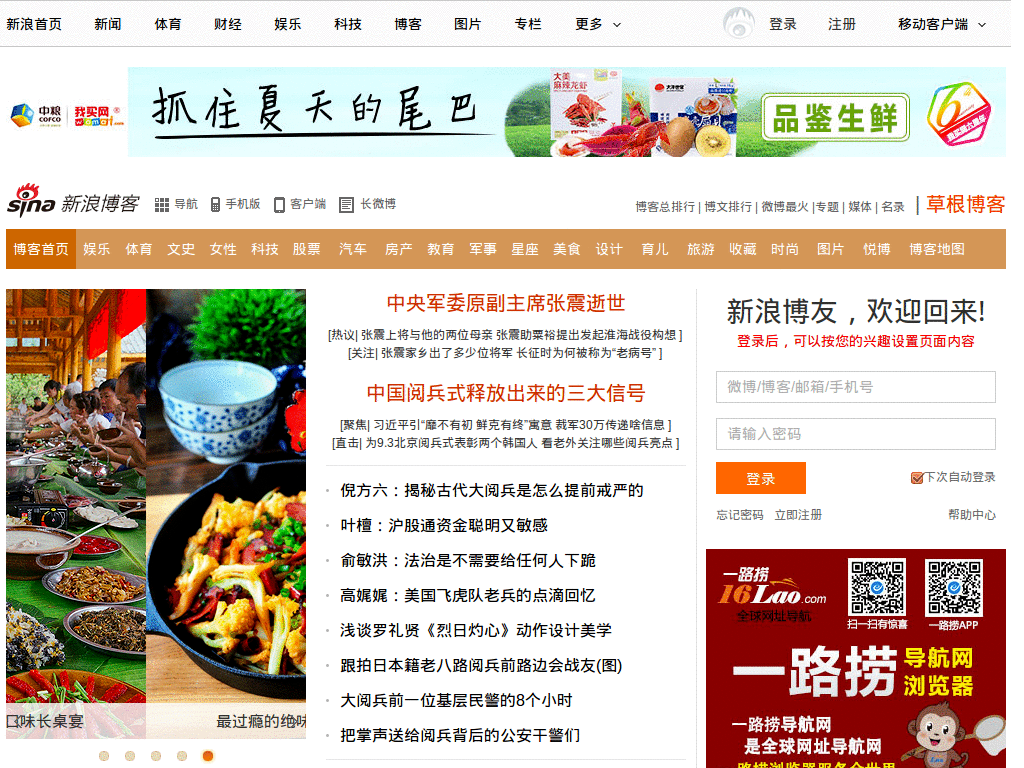 新浪首页 新闻 体育 财经 娱乐 科技 博客 图片 专栏 更多 登录 注册 移动客户端
中粮 COFCO 我买网 womai.com
抓住夏天的尾巴
大美 麻辣龙虾
品鉴生鲜
sina 新浪博客 导航 手机版 客户端 长微博
博客总排行 | 博文排行 | 微博最火 |专题 | 媒体 | 名录 | 草根博客
博客首页 娱乐 体育 文史 女性 科技 股票 汽车 房产 教育 军事 星座 美食 设计 育儿 旅游 收藏 时尚 图片 悦博 博客地图
中央军委原副主席张震逝世
[热议| 张震上将与他的两位母亲 张震助粟裕提出发起淮海战役构想 ]
[关注| 张震家乡出了多少位将军 长征时为何被称为“老病号” ]
中国阅兵式释放出来的三大信号
[聚焦| 习近平引“靡不有初 鲜克有终”寓意 裁军30万传递啥信息 ]
[直击| 为9.3北京阅兵式表彰两个韩国人 看老外关注哪些阅兵亮点 ]
倪方六：揭秘古代大阅兵是怎么提前戒严的
叶檀：沪股通资金聪明又敏感
俞敏洪：法治是不需要给任何人下跪
高娓娓：美国飞虎队老兵的点滴回忆
浅谈罗礼贤《烈日灼心》动作设计美学
跟拍日本籍老八路阅兵前路边会战友(图)
大阅兵前一位基层民警的8个小时
把掌声送给阅兵背后的公安干警们
口味长桌宴
最过瘾的绝味
新浪博友，欢迎回来!
登录后，可以按您的兴趣设置页面内容
微博/博客/邮箱/手机号
请输入密码
登录 下次自动登录
忘记密码 立即注册 帮助中心
一路捞
16Lao.com
全球网址导航
扫一扫有惊喜 一路捞APP
一路捞 导航网
浏览器
一路捞导航网
是全球网址导航网
路捞浏览器服务全世界